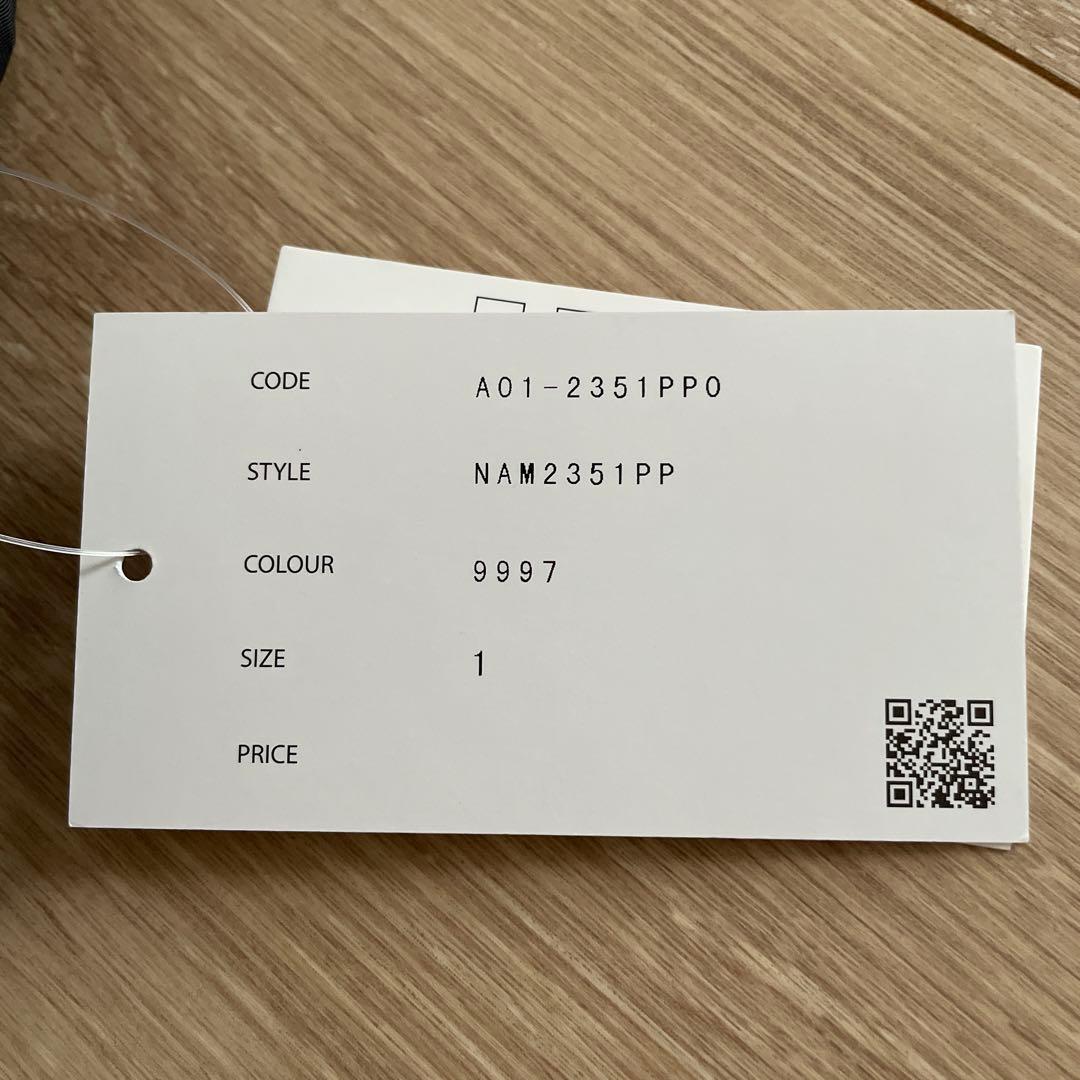 CODE A01-2351PP0
STYLE NAM2351PP
COLOUR 9997
SIZE 1
PRICE